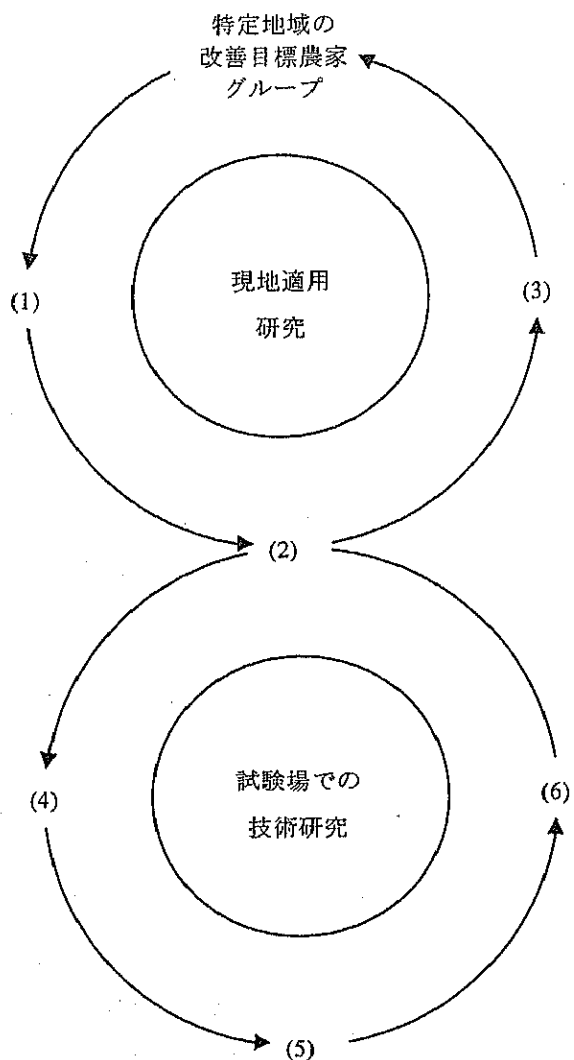 特定地域の
改善目標農家
グループ
現地適用
研究
(1)
(3)
(2)
試験場での
技術研究
(4)
(6)
(5)